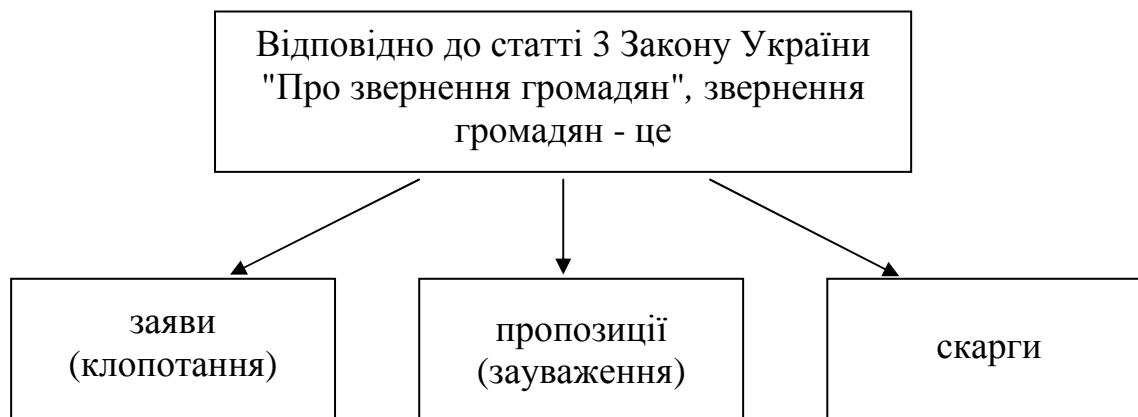 Відповідно до статті 3 Закону України
"Про звернення громадян", звернення
громадян - це
заяви
(клопотання)
пропозиції
(зауваження)
скарги